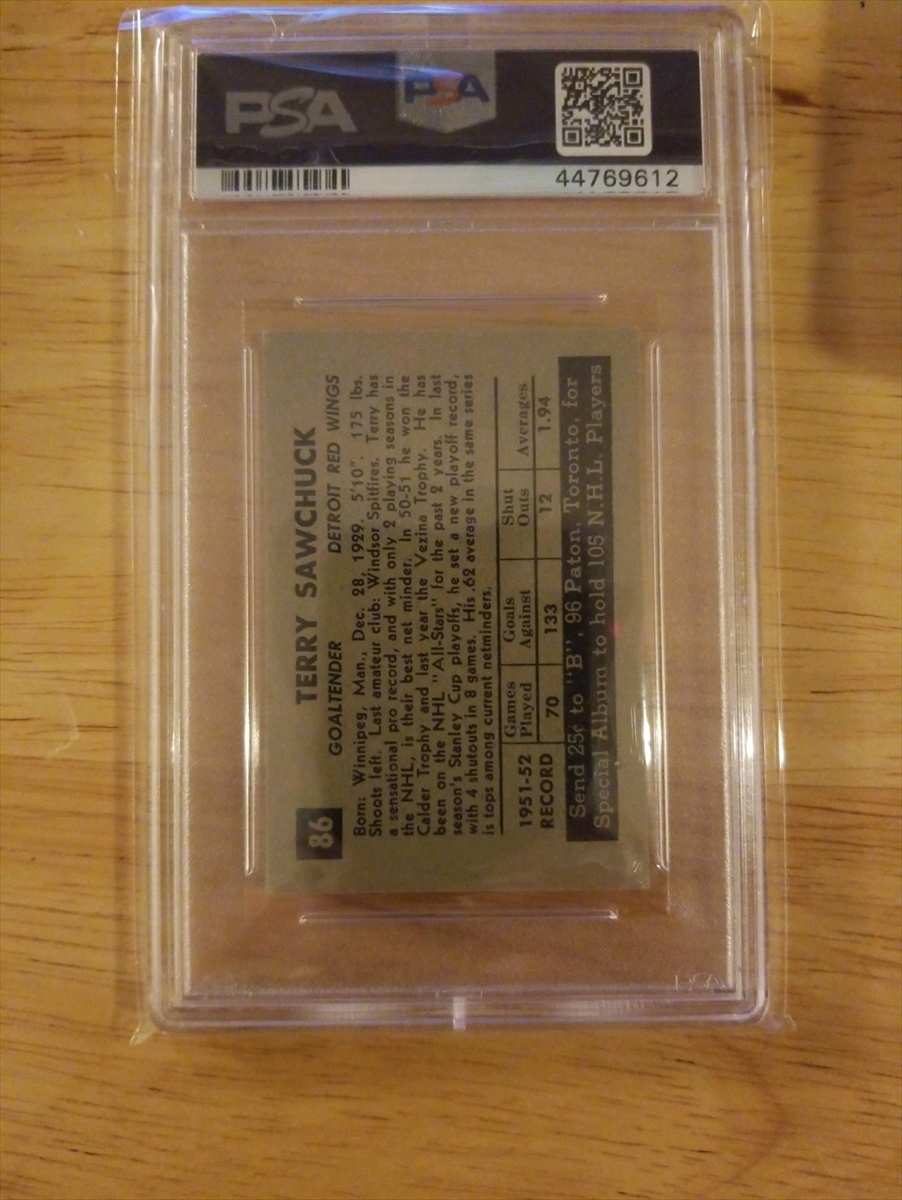 PSA
PSA
44769612
86
TERRY SAWCHUCK
GOALTENDER DETROIT RED WINGS
Born: Winnipeg, Man., Dec. 28, 1929. 5'10", 175 lbs.
Shoots left. Last amateur club: Windsor Spitfires. Terry has
a sensational pro record, and with only 2 playing seasons in
the NHL, is their best net minder. In 50-51 he won the
Calder Trophy and last year the Vezina Trophy. He has
been on the NHL "All-Stars" for the past 2 years. In last
season's Stanley Cup playoffs, he set a new playoff record,
with 4 shutouts in 8 games. His .62 average in the same series
is tops among current netminders.
1951-52 RECORD
Games Played Goals Against Shut Outs Averages
70 133 12 1.94
Send 25¢ to "B", 96 Paton, Toronto, for
Special Album to hold 105 N.H.L. Players
PSA